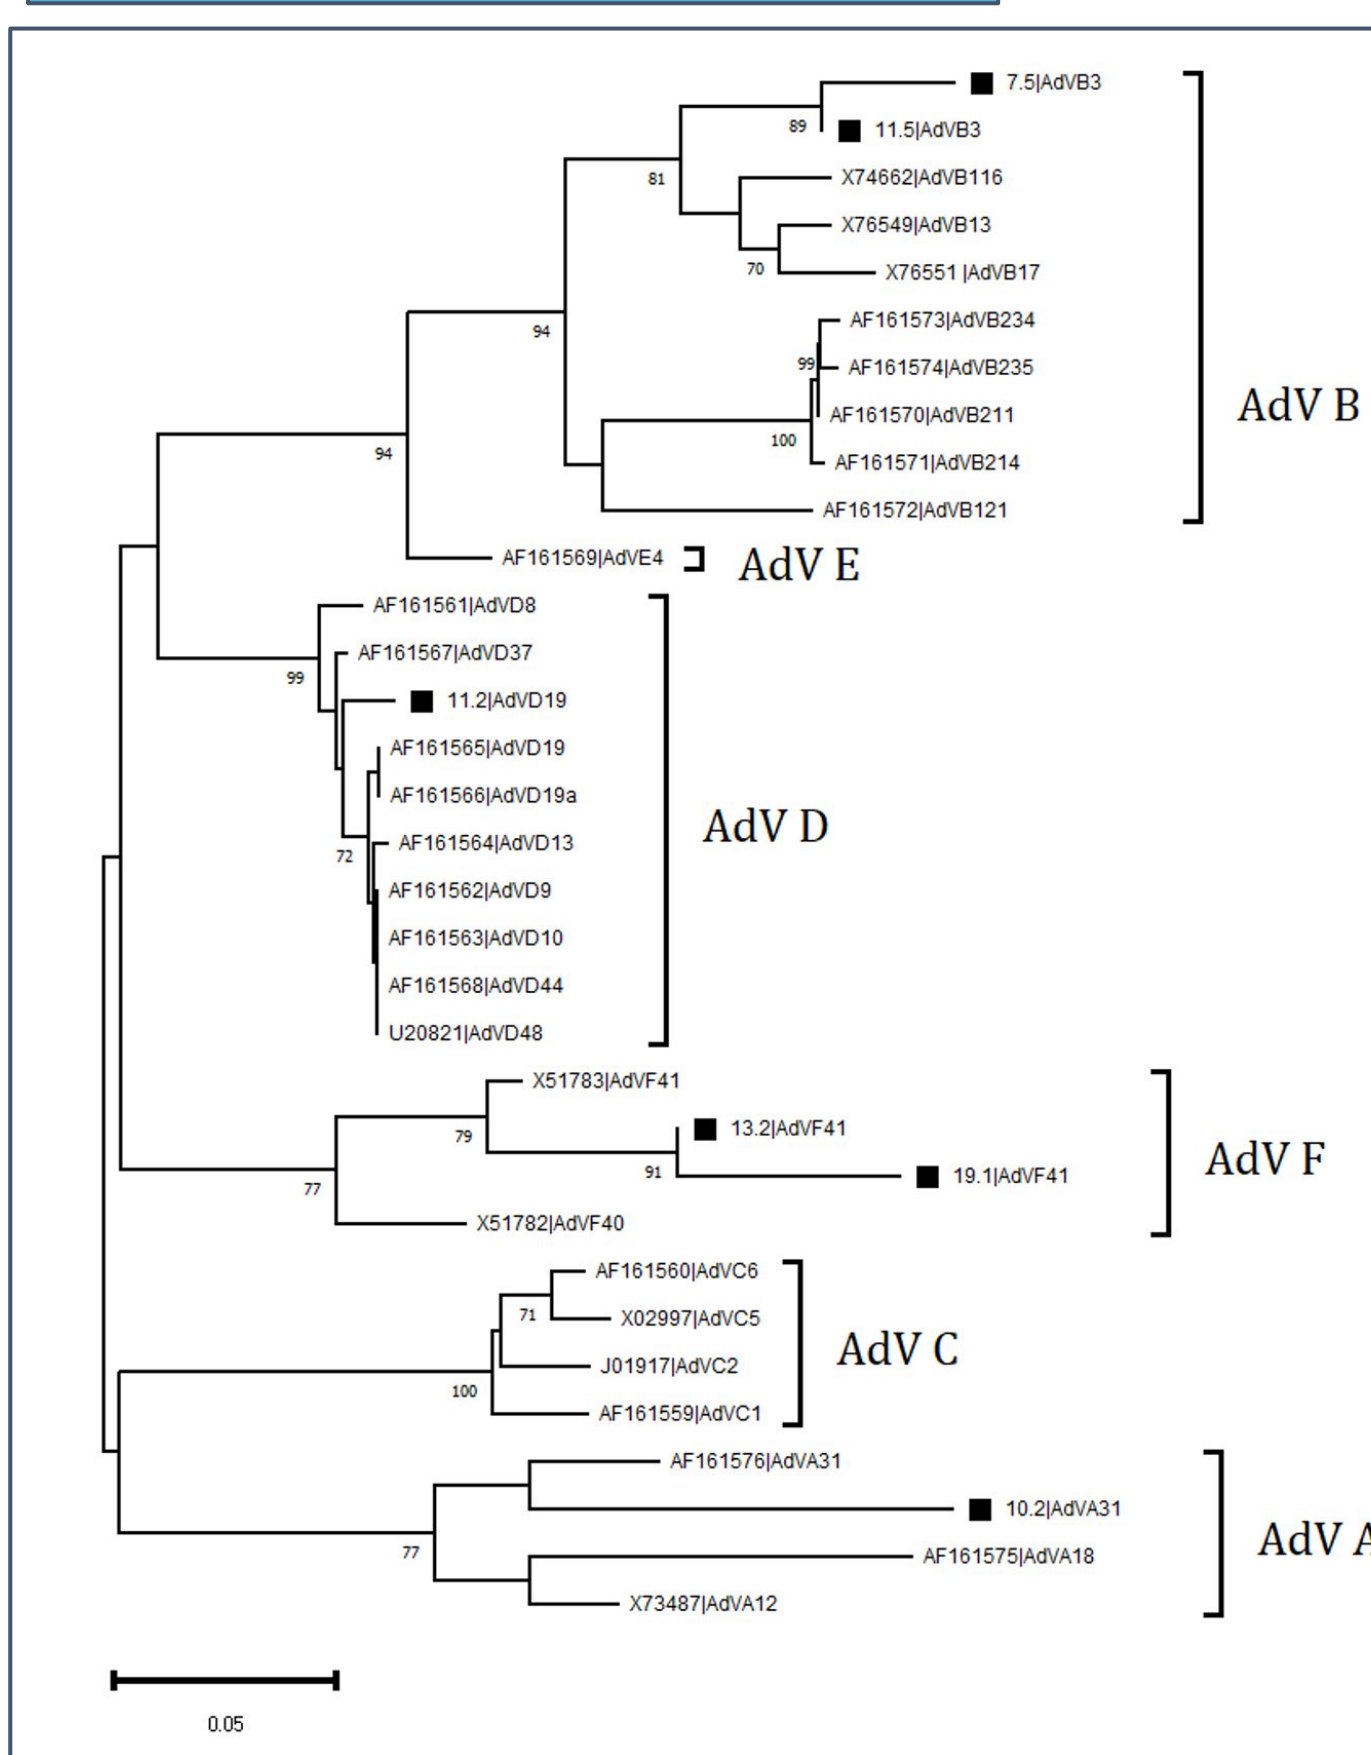 7.5|AdVB3
89
11.5|AdVB3
X74662|AdVB116
81
X76549|AdVB13
70
X76551 |AdVB17
AF161573|AdVB234
94
99
AF161574|AdVB235
AdV B
AF161570|AdVB211
100
94
AF161571|AdVB214
AF161572|AdVB121
AF161569|AdVE4
AdV E
AF161561|AdVD8
AF161567|AdVD37
99
11.2|AdVD19
AF161565|AdVD19
AF161566|AdVD19a
AdV D
AF161564|AdVD13
72
AF161562|AdVD9
AF161563|AdVD10
AF161568|AdVD44
U20821|AdVD48
X51783|AdVF41
13.2|AdVF41
79
AdV F
91
19.1|AdVF41
77
X51782|AdVF40
AF161560|AdVC6
71
X02997|AdVC5
AdV C
J01917|AdVC2
100
AF161559|AdVC1
AF161576|AdVA31
10.2|AdVA31
AdV A
77
AF161575|AdVA18
X73487|AdVA12
0.05